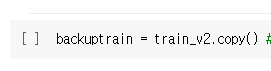 [ ] backuptrain = train_v2.copy() #